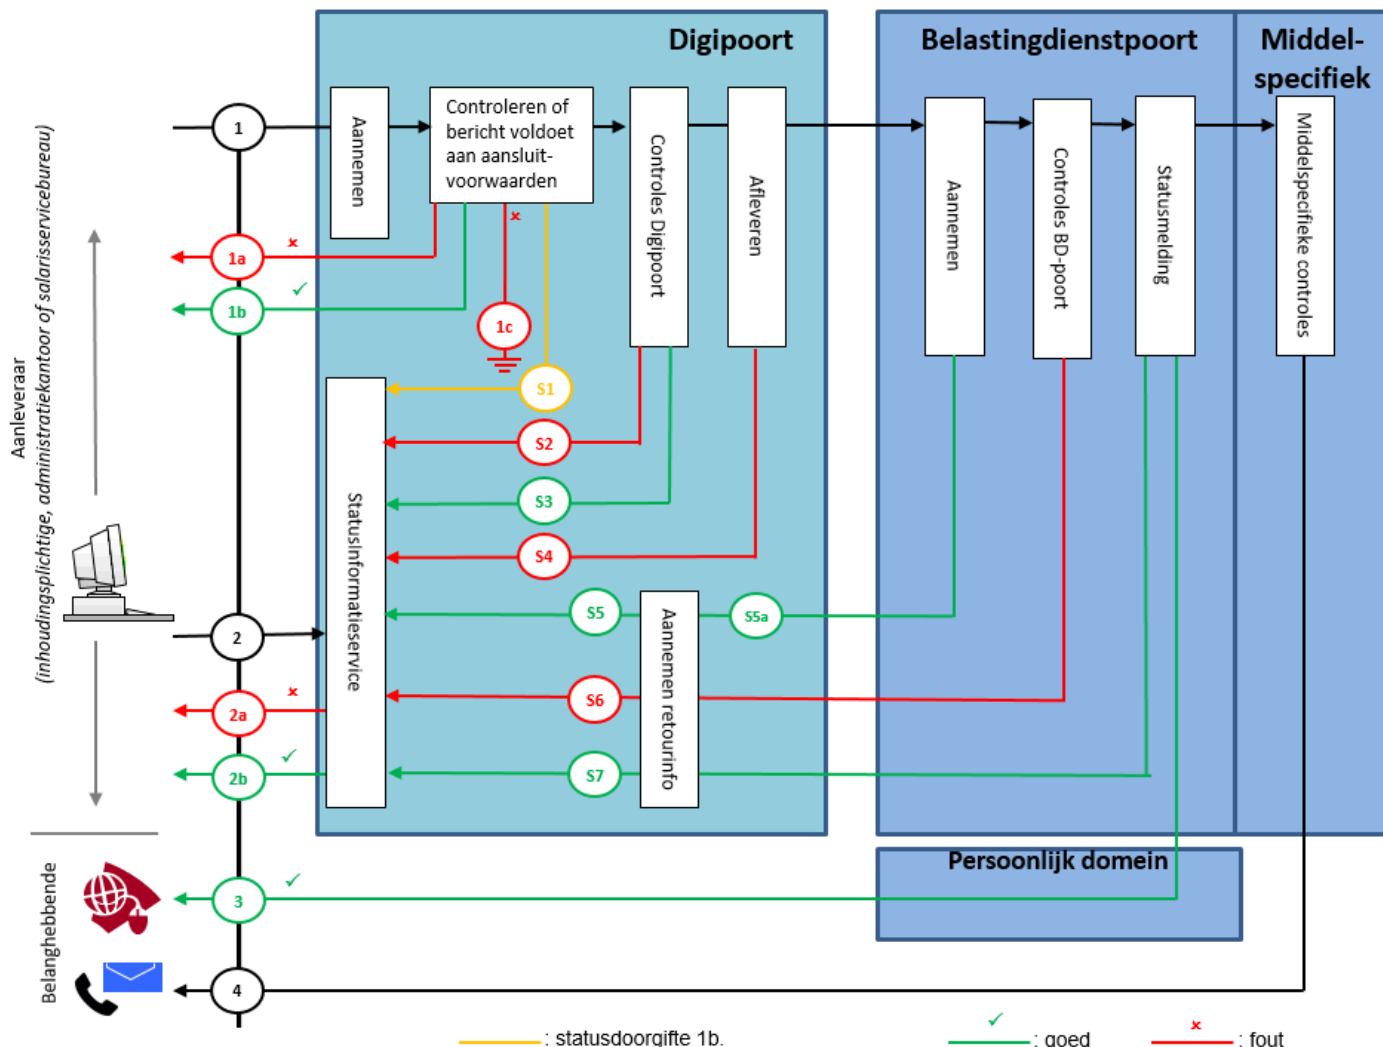 Digipoort
Belastingdienstpoort
Middel-
specifiek
Aannemen
Controleren of
bericht voldoet
aan aansluit-
voorwaarden
Controles Digipoort
Afleveren
Aannemen
Controles BD-poort
Statusmelding
Middelspecifieke controles
1
1a
1b
1c
S1
S2
S3
S4
S5
S5a
S6
S7
StatusInformatieservice
Aannemen retourinfo
Aanleveraar
(inhoudingsplichtige, administratiekantoor of salarisservicebureau)
2
2a
2b
Persoonlijk domein
Belanghebbende
3
4
: statusdoorgifte 1b.
: goed
: fout